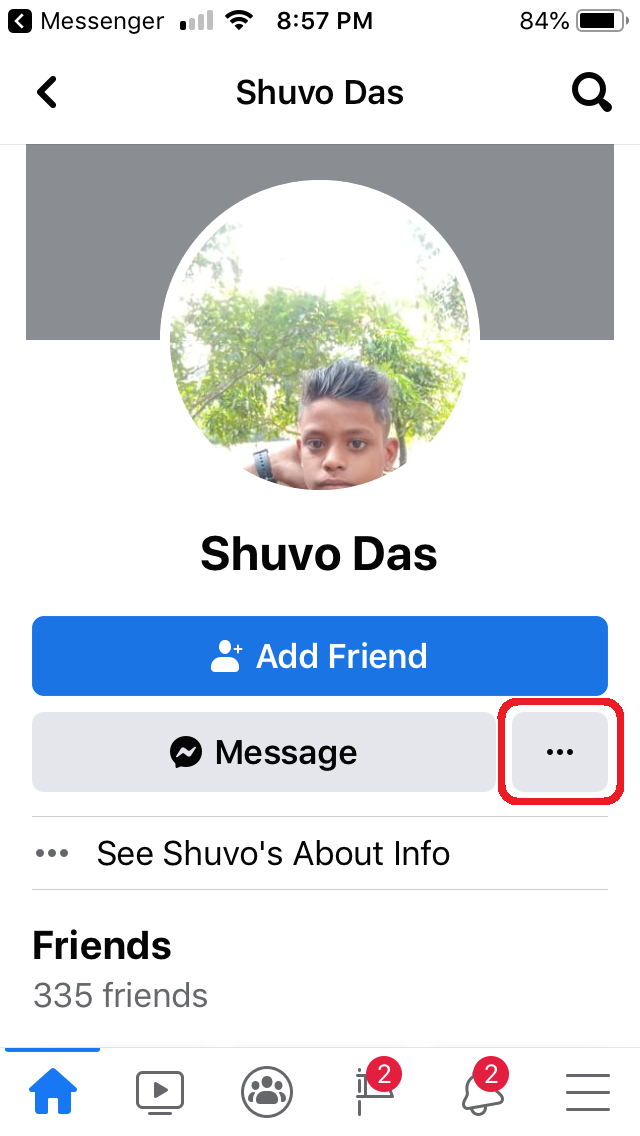 Messenger 8:57 PM 84%
Shuvo Das
Shuvo Das
Add Friend
Message
See Shuvo's About Info
Friends
335 friends
2 2